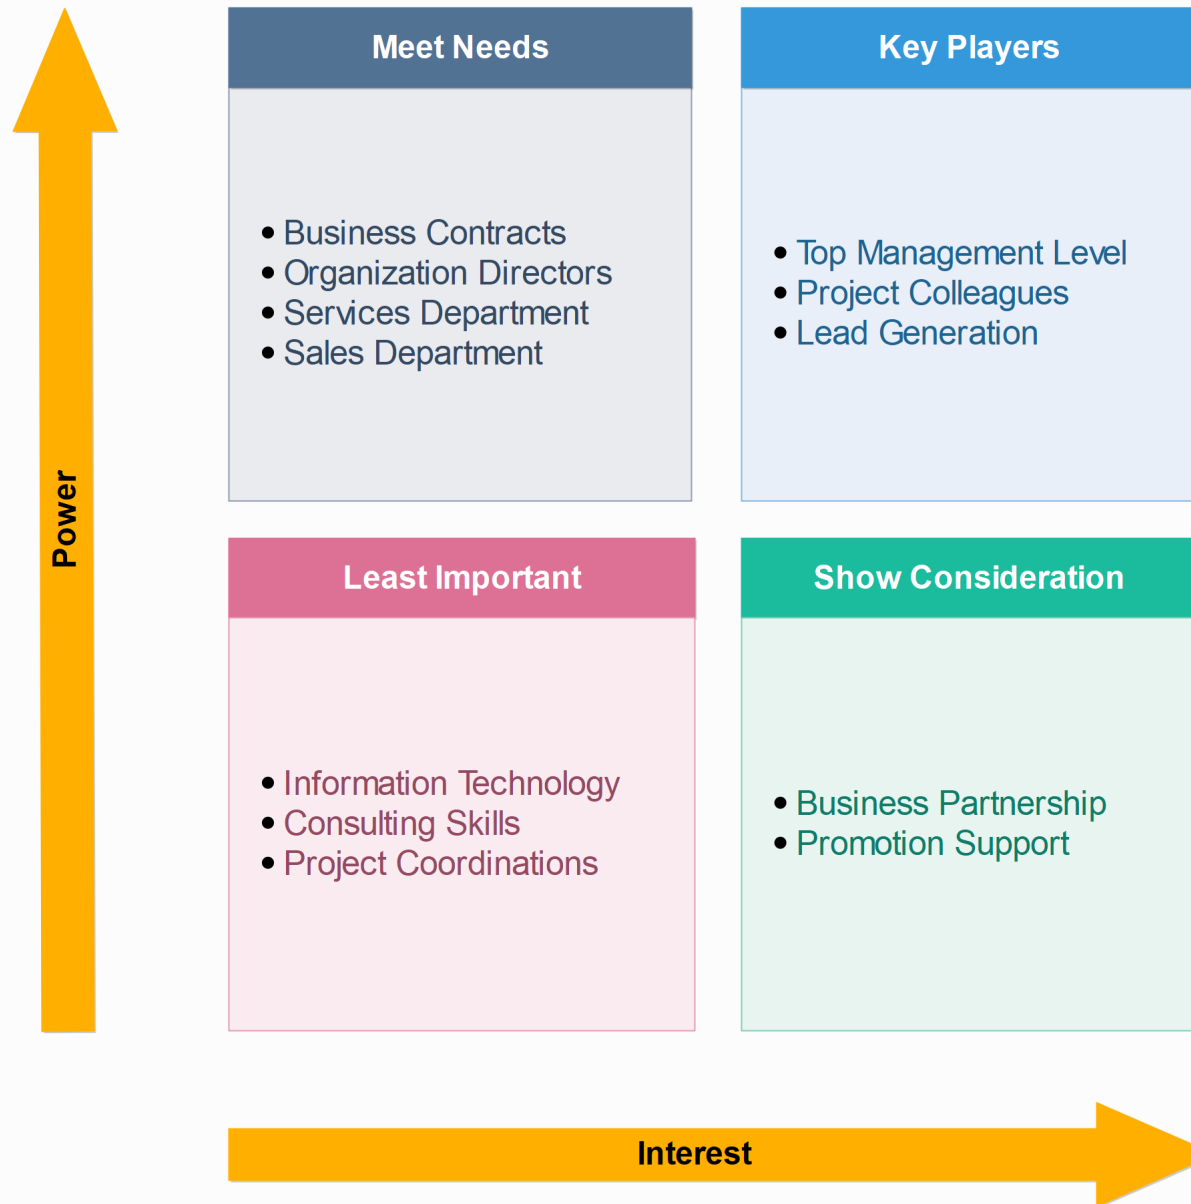 Meet Needs
• Business Contracts
• Organization Directors
• Services Department
• Sales Department
Key Players
• Top Management Level
• Project Colleagues
• Lead Generation
Power
Least Important
• Information Technology
• Consulting Skills
• Project Coordinations
Show Consideration
• Business Partnership
• Promotion Support
Interest